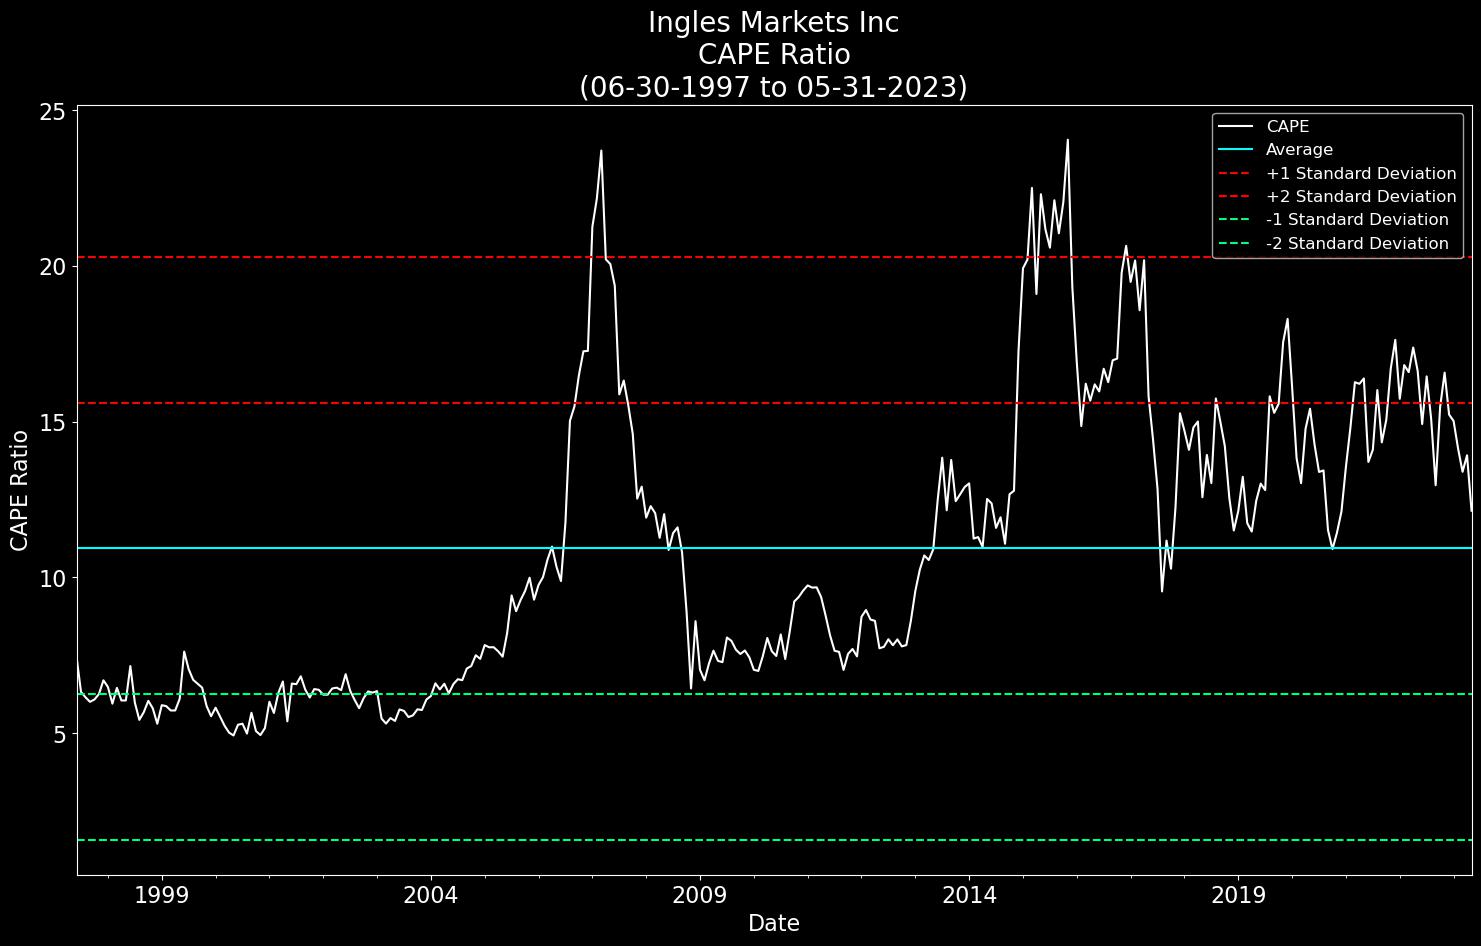 Ingles Markets Inc
CAPE Ratio
(06-30-1997 to 05-31-2023)
CAPE
Average
+1 Standard Deviation
+2 Standard Deviation
-1 Standard Deviation
-2 Standard Deviation
CAPE Ratio
25
20
15
10
5
1999 2004 2009 2014 2019
Date